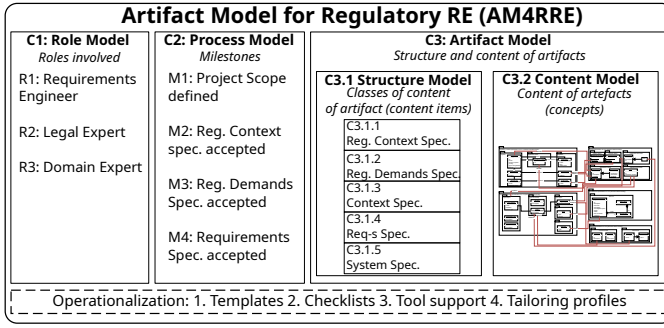 Artifact Model for Regulatory RE (AM4RRE)
C1: Role Model
Roles involved
R1: Requirements
Engineer
R2: Legal Expert
R3: Domain Expert
C2: Process Model
Milestones
M1: Project Scope
defined
M2: Reg. Context
spec. accepted
M3: Reg. Demands
Spec. accepted
M4: Requirements
Spec. accepted
C3: Artifact Model
Structure and content of artifacts
C3.1 Structure Model
Classes of content
of artifact (content items)
C3.1.1
Reg. Context Spec.
C3.1.2
Reg. Demands Spec.
C3.1.3
Context Spec.
C3.1.4
Req-s Spec.
C3.1.5
System Spec.
C3.2 Content Model
Content of artefacts
(concepts)
Operationalization: 1. Templates 2. Checklists 3. Tool support 4. Tailoring profiles